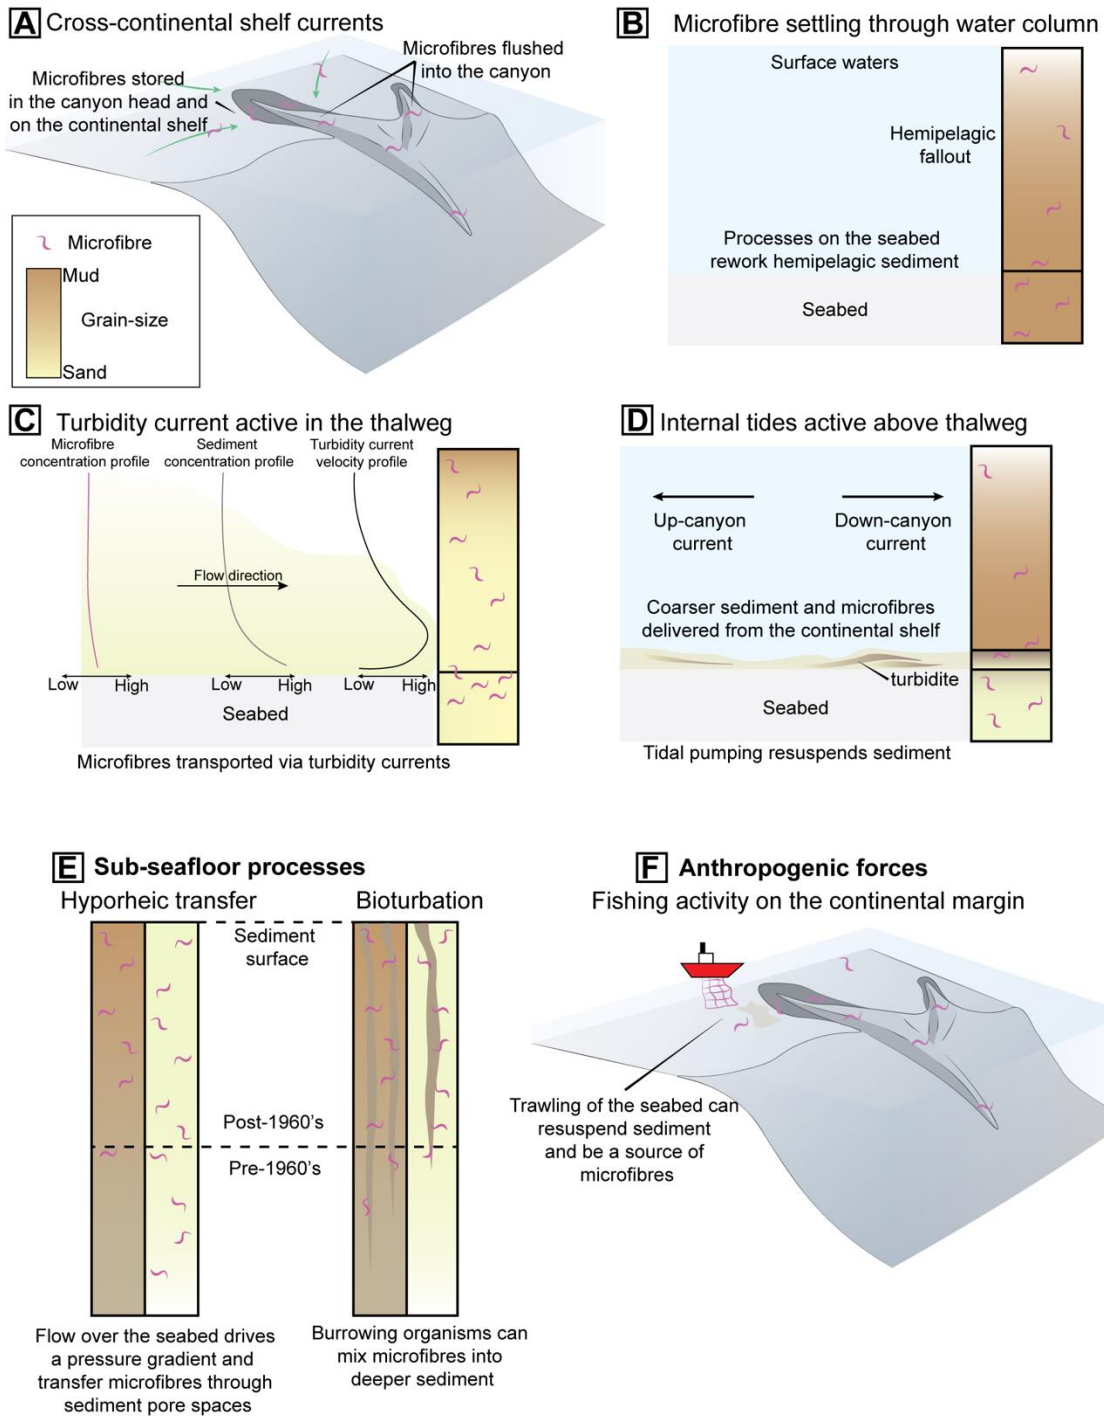 A Cross-continental shelf currents
Microfibres stored
in the canyon head and
on the continental shelf
Microfibres flushed
into the canyon
Microfibre
Mud
Grain-size
Sand
B Microfibre settling through water column
Surface waters
Hemipelagic
fallout
Processes on the seabed
rework hemipelagic sediment
Seabed
C Turbidity current active in the thalweg
Microfibre
concentration profile
Sediment
concentration profile
Turbidity current
velocity profile
Flow direction
Low High
Low High
Low High
Seabed
Microfibres transported via turbidity currents
D Internal tides active above thalweg
Up-canyon
current
Down-canyon
current
Coarser sediment and microfibres
delivered from the continental shelf
turbidite
Seabed
Tidal pumping resuspends sediment
E Sub-seafloor processes
Hyporheic transfer
Bioturbation
Sediment
surface
Post-1960's
Pre-1960's
Flow over the seabed drives
a pressure gradient and
transfer microfibres through
sediment pore spaces
Burrowing organisms can
mix microfibres into
deeper sediment
F Anthropogenic forces
Fishing activity on the continental margin
Trawling of the seabed can
resuspend sediment
and be a source of
microfibres